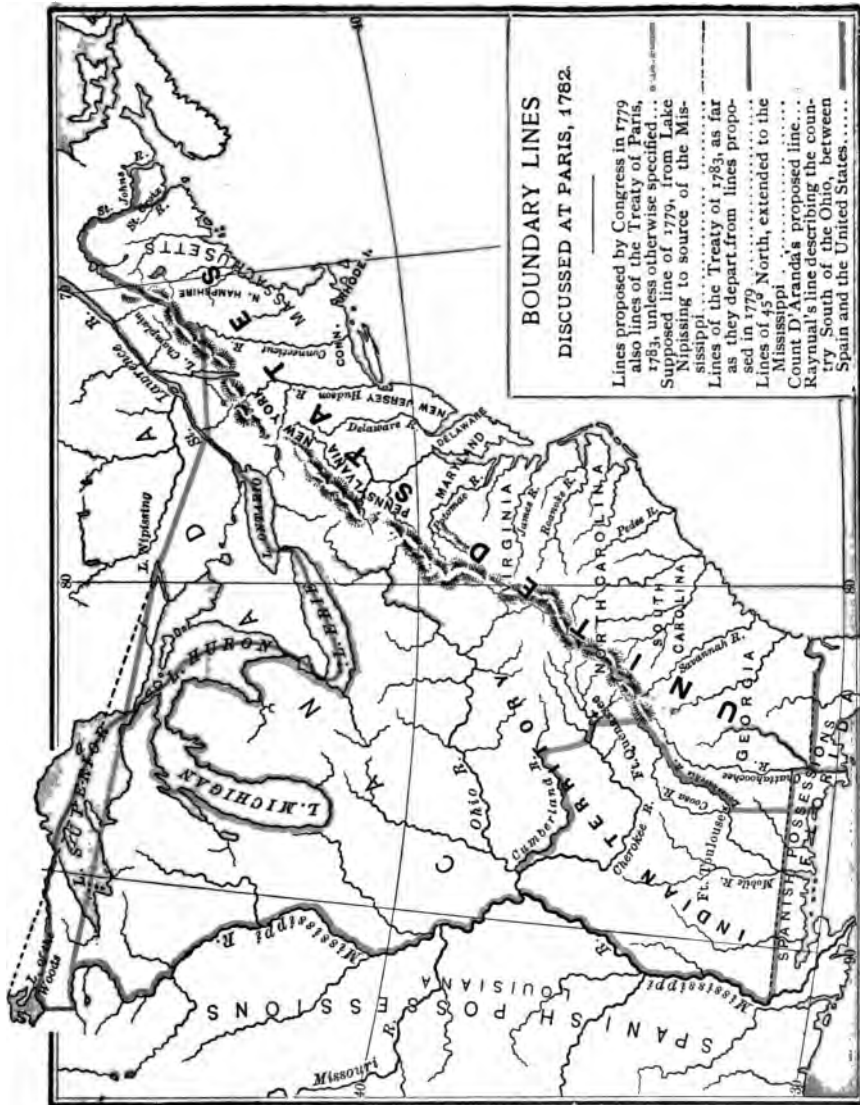 BOUNDARY LINES
DISCUSSED AT PARIS, 1782.
Lines proposed by Congress in 1779
also lines of the Treaty of Paris,
1783, unless otherwise specified...
Supposed line of 1779, from Lake
Nipissing to source of the Mis-
sissippi
Lines of the Treaty of 1783, as far
as they depart from lines propo-
sed in 1779
Lines of 45° North, extended to the
Mississippi
Count D'Aranda's proposed line....
Raynual's line describing the coun-
try South of the Ohio, between
Spain and the United States......
40
70
St. Johns R.
R.
MASSACHUSETTS
N. HAMPSHIRE
L. Champlain
St. Lawrence R.
Connecticut R.
CONN.
RHODE I.
NEW YORK
Hudson R.
NEW JERSEY
Delaware R.
PENNSYLVANIA
DELAWARE
MARYLAND
Potomac R.
VIRGINIA
James R.
Roanoke R.
NORTH CAROLINA
Pedee R.
SOUTH CAROLINA
Savannah R.
GEORGIA
UNITED STATES
CANADA
L. Nipissing
L. ONTARIO
L. ERIE
L. HURON
L. MICHIGAN
L. SUPERIOR
L. of the Woods
80
80
Ohio R.
Cumberland R.
Cherokee R.
INDIAN TERRITORY
Coosa R.
Ft. Toulouse
Mobile R.
Chattahoochee R.
SPANISH POSSESSIONS
Mississippi R.
Mississippi R.
SPANISH POSSESSIONS
LOUISIANA
Missouri R.
40
30
90